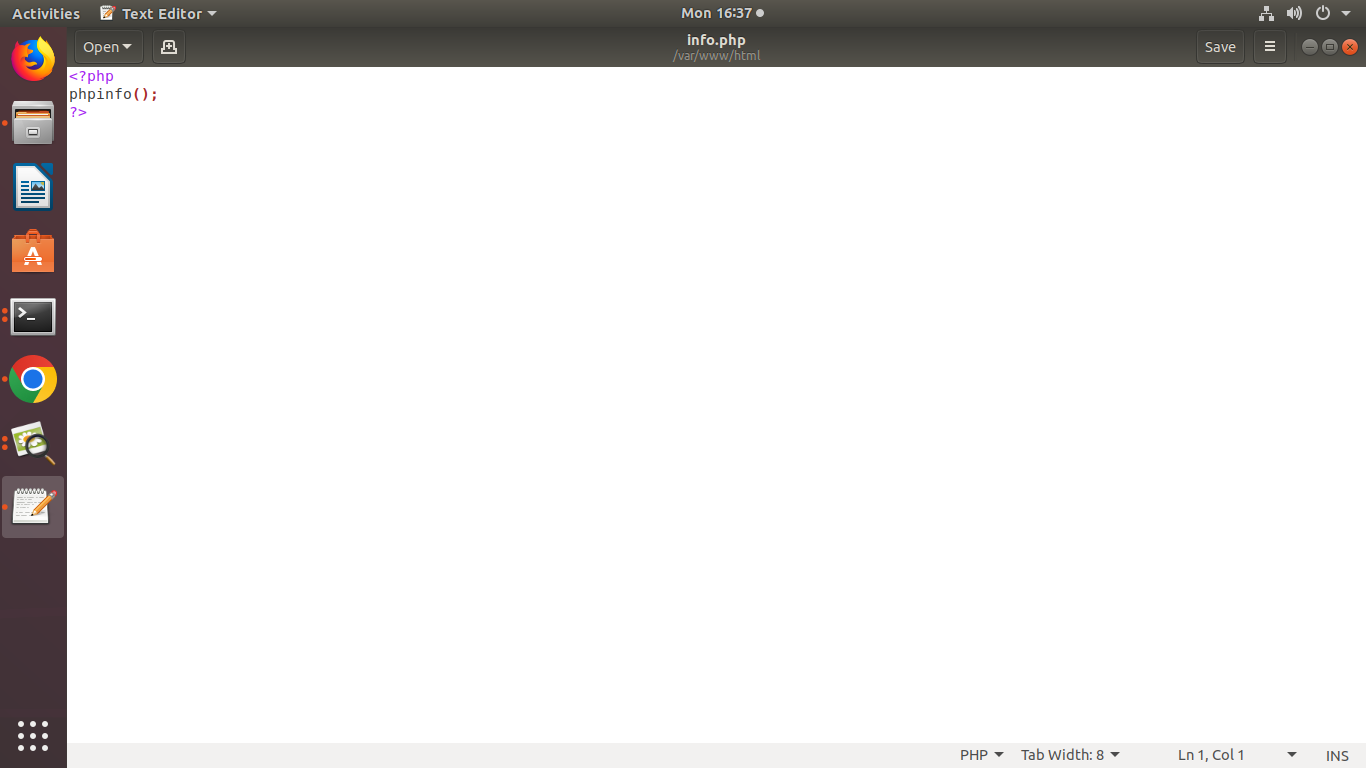 Activities Text Editor Mon 16:37
Open info.php Save
/var/www/html
<?php
phpinfo();
?>
PHP Tab Width: 8 Ln 1, Col 1 INS